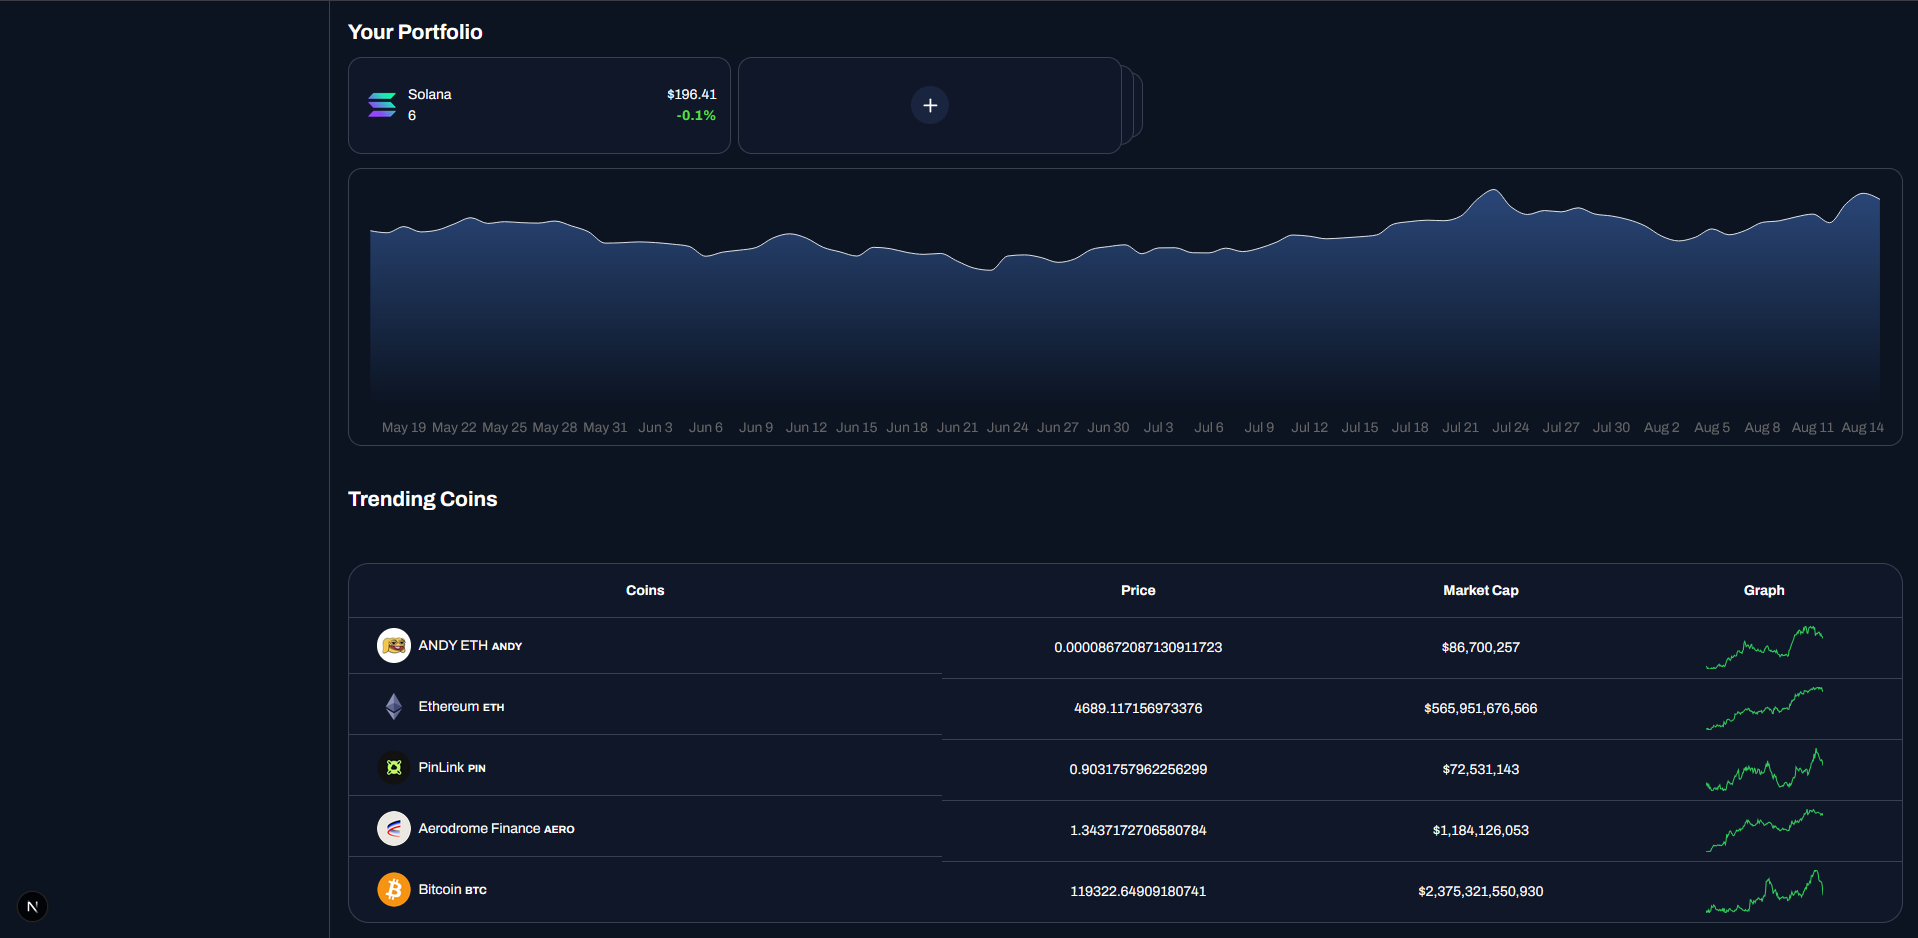 Your Portfolio
Solana
$196.41
6
-0.1%
+
May 19 May 22 May 25 May 28 May 31 Jun 3 Jun 6 Jun 9 Jun 12 Jun 15 Jun 18 Jun 21 Jun 24 Jun 27 Jun 30 Jul 3 Jul 6 Jul 9 Jul 12 Jul 15 Jul 18 Jul 21 Jul 24 Jul 27 Jul 30 Aug 2 Aug 5 Aug 8 Aug 11 Aug 14
Trending Coins
Coins Price Market Cap Graph
ANDY ETH ANDY 0.00008672087130911723 $86,700,257
Ethereum ETH 4689.117156973376 $565,951,676,566
PinLink PIN 0.9031757962256299 $72,531,143
Aerodrome Finance AERO 1.3437172706580784 $1,184,126,053
Bitcoin BTC 119322.64909180741 $2,375,321,550,930
N